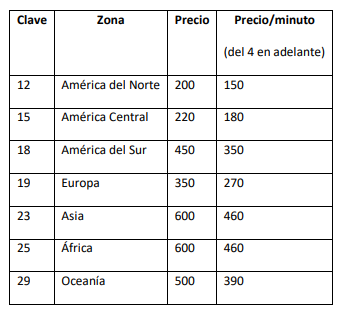 Clave Zona Precio Precio/minuto
(del 4 en adelante)
12 América del Norte 200 150
15 América Central 220 180
18 América del Sur 450 350
19 Europa 350 270
23 Asia 600 460
25 África 600 460
29 Oceanía 500 390